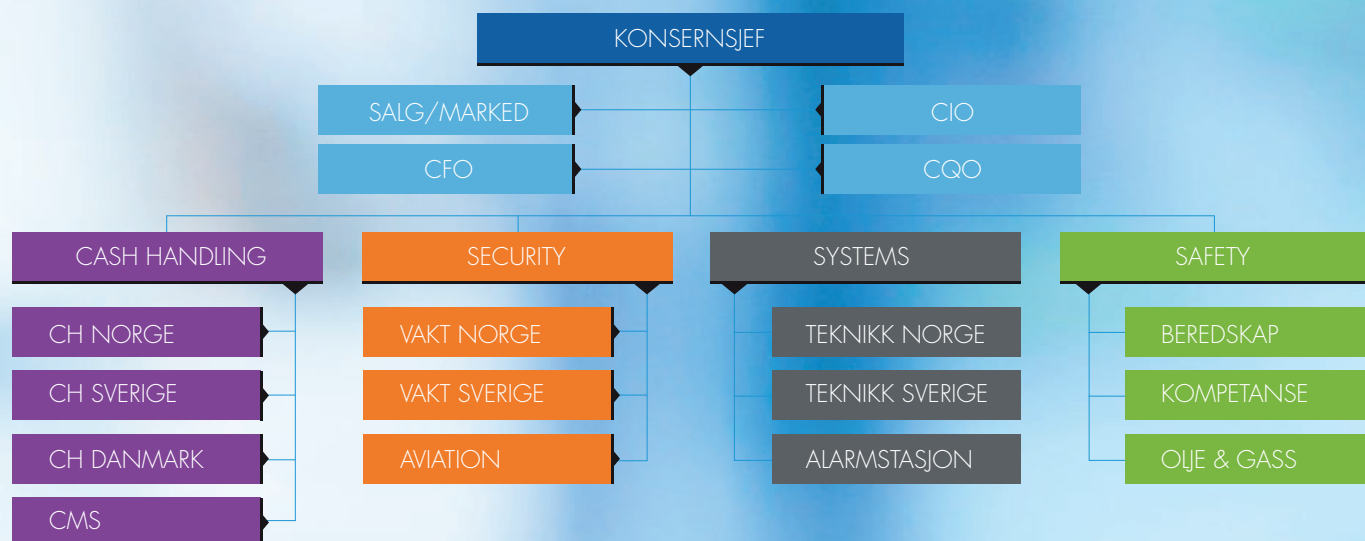 KONSERNSJEF
SALG/MARKED
CIO
CFO
CQO
CASH HANDLING
SECURITY
SYSTEMS
SAFETY
CH NORGE
VAKT NORGE
TEKNIKK NORGE
BEREDSKAP
CH SVERIGE
VAKT SVERIGE
TEKNIKK SVERIGE
KOMPETANSE
CH DANMARK
AVIATION
ALARMSTASJON
OLJE & GASS
CMS